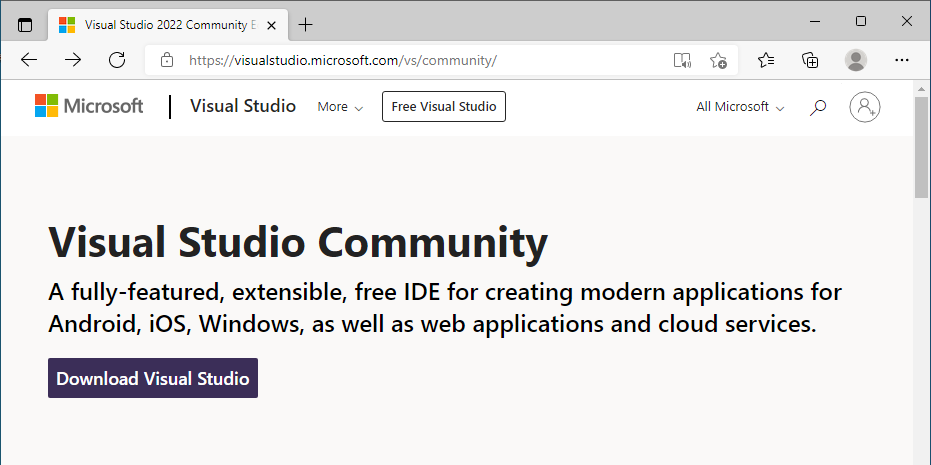 Visual Studio 2022 Community E
https://visualstudio.microsoft.com/vs/community/
Microsoft | Visual Studio More Free Visual Studio All Microsoft
Visual Studio Community
A fully-featured, extensible, free IDE for creating modern applications for
Android, iOS, Windows, as well as web applications and cloud services.
Download Visual Studio